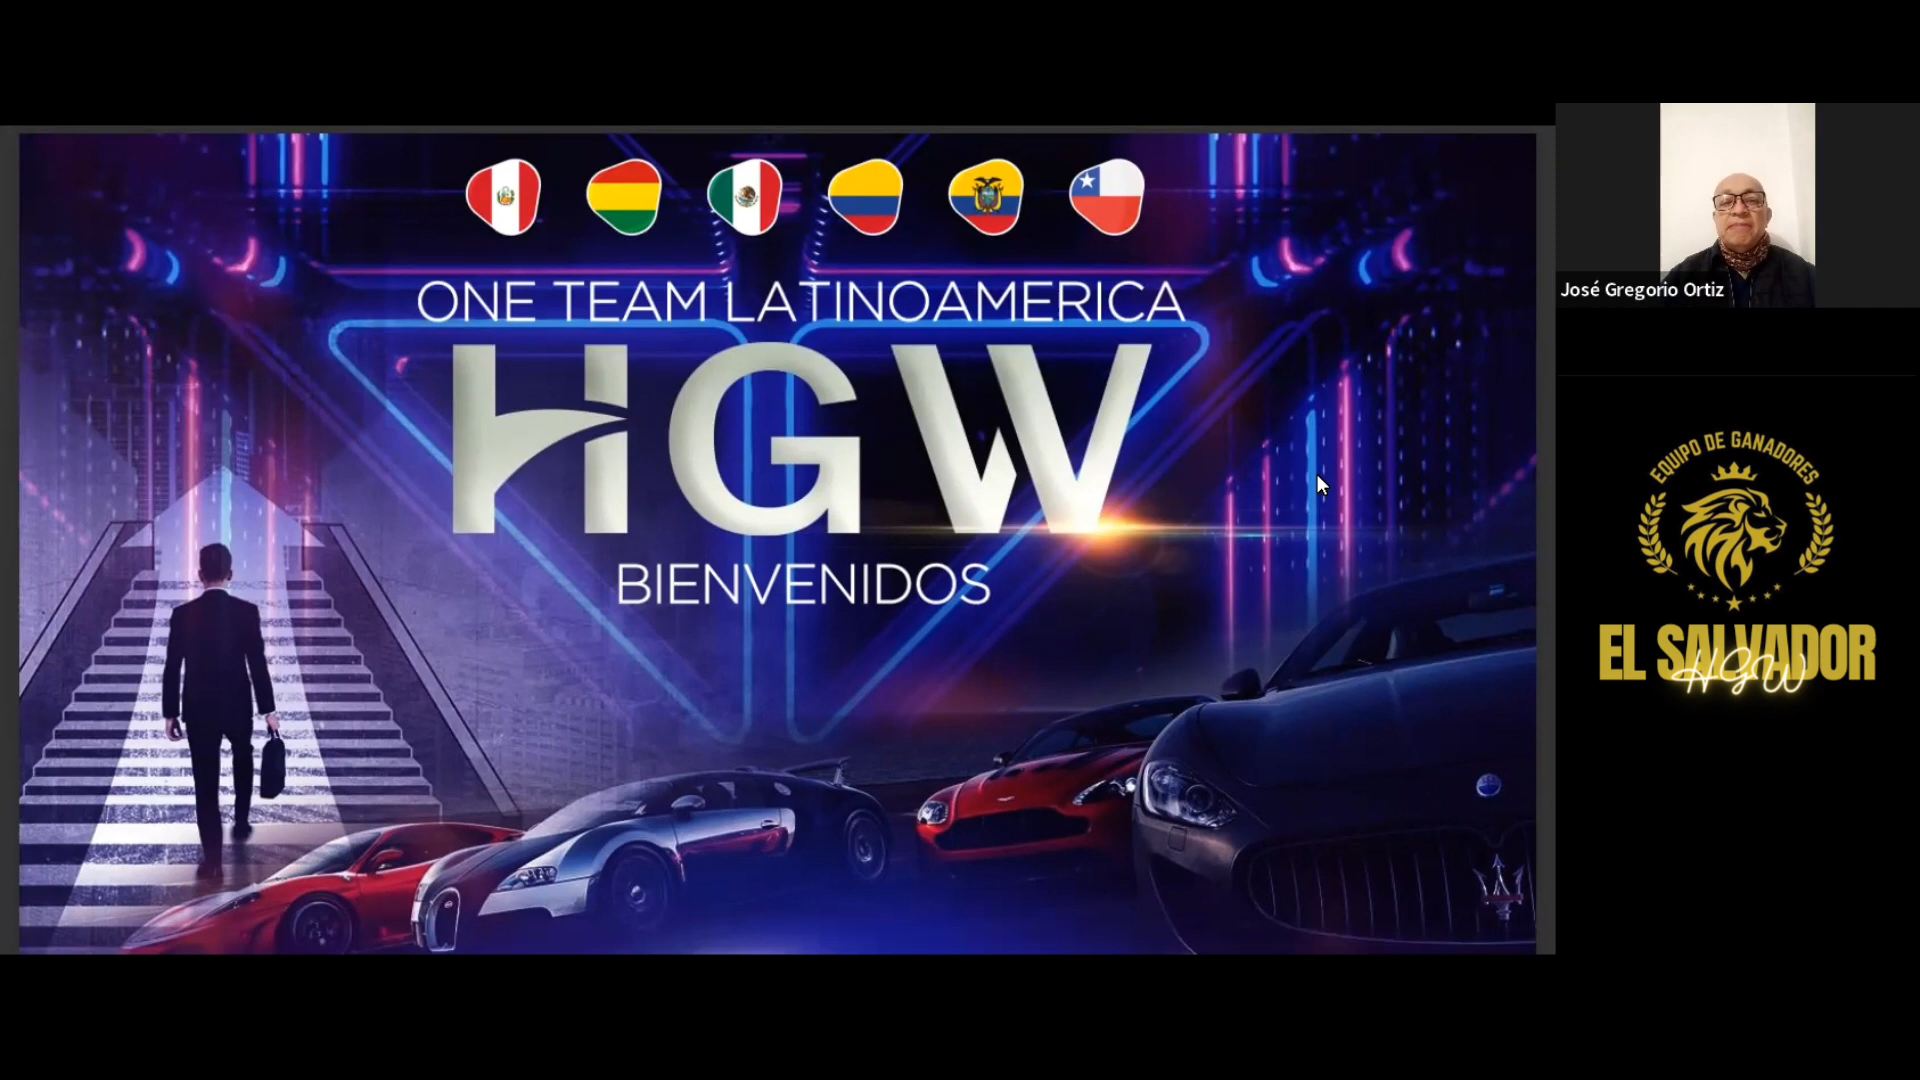 ONE TEAM LATINOAMERICA
HGW
BIENVENIDOS
José Gregorio Ortiz
EQUIPO DE GANADORES
EL SALVADOR
HGW